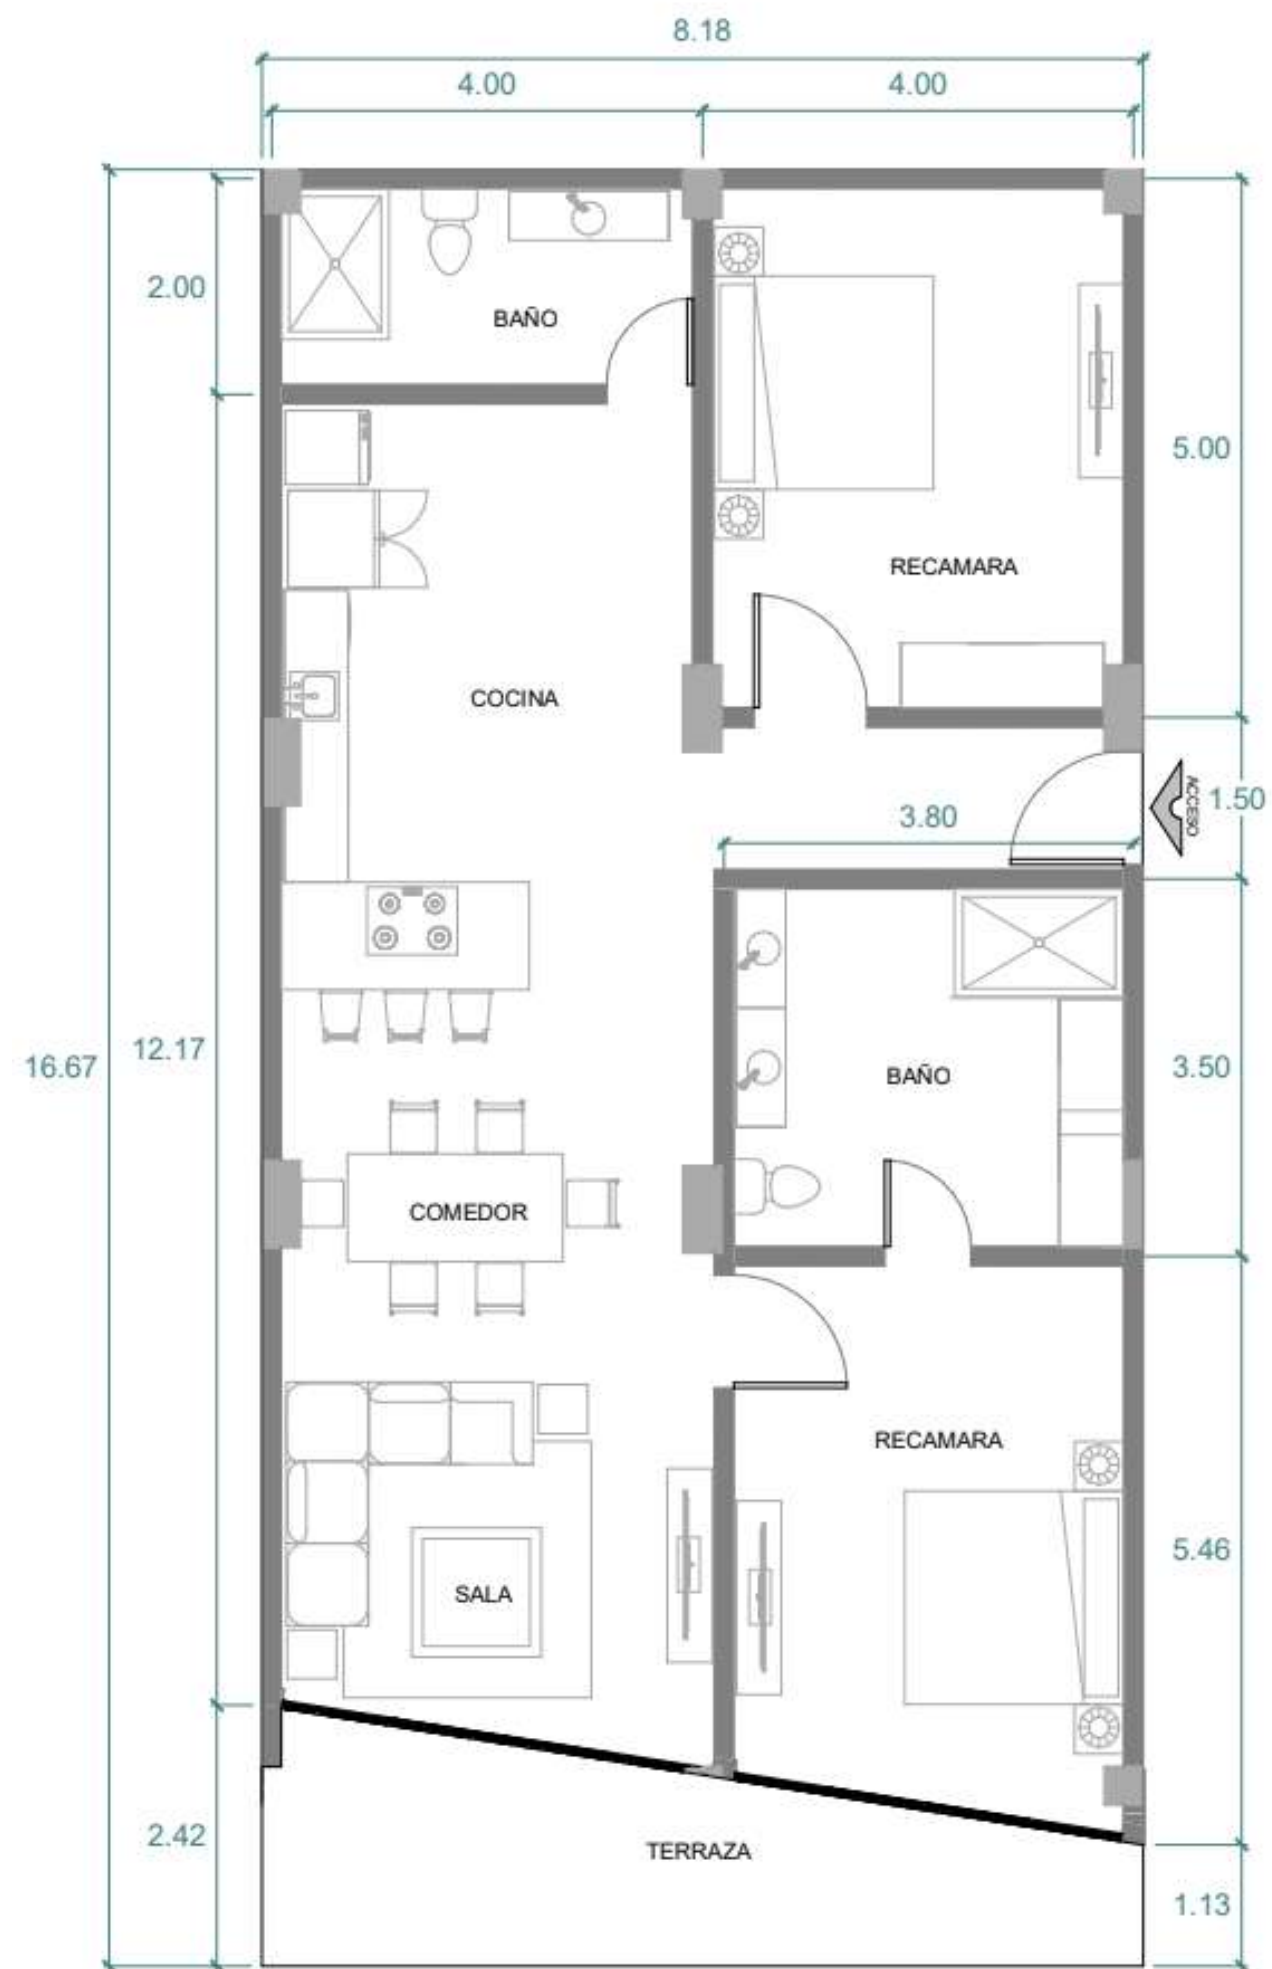 8.18
4.00
4.00
2.00
BAÑO
5.00
RECAMARA
COCINA
ACCESO
1.50
3.80
16.67
12.17
BAÑO
3.50
COMEDOR
RECAMARA
5.46
SALA
2.42
TERRAZA
1.13